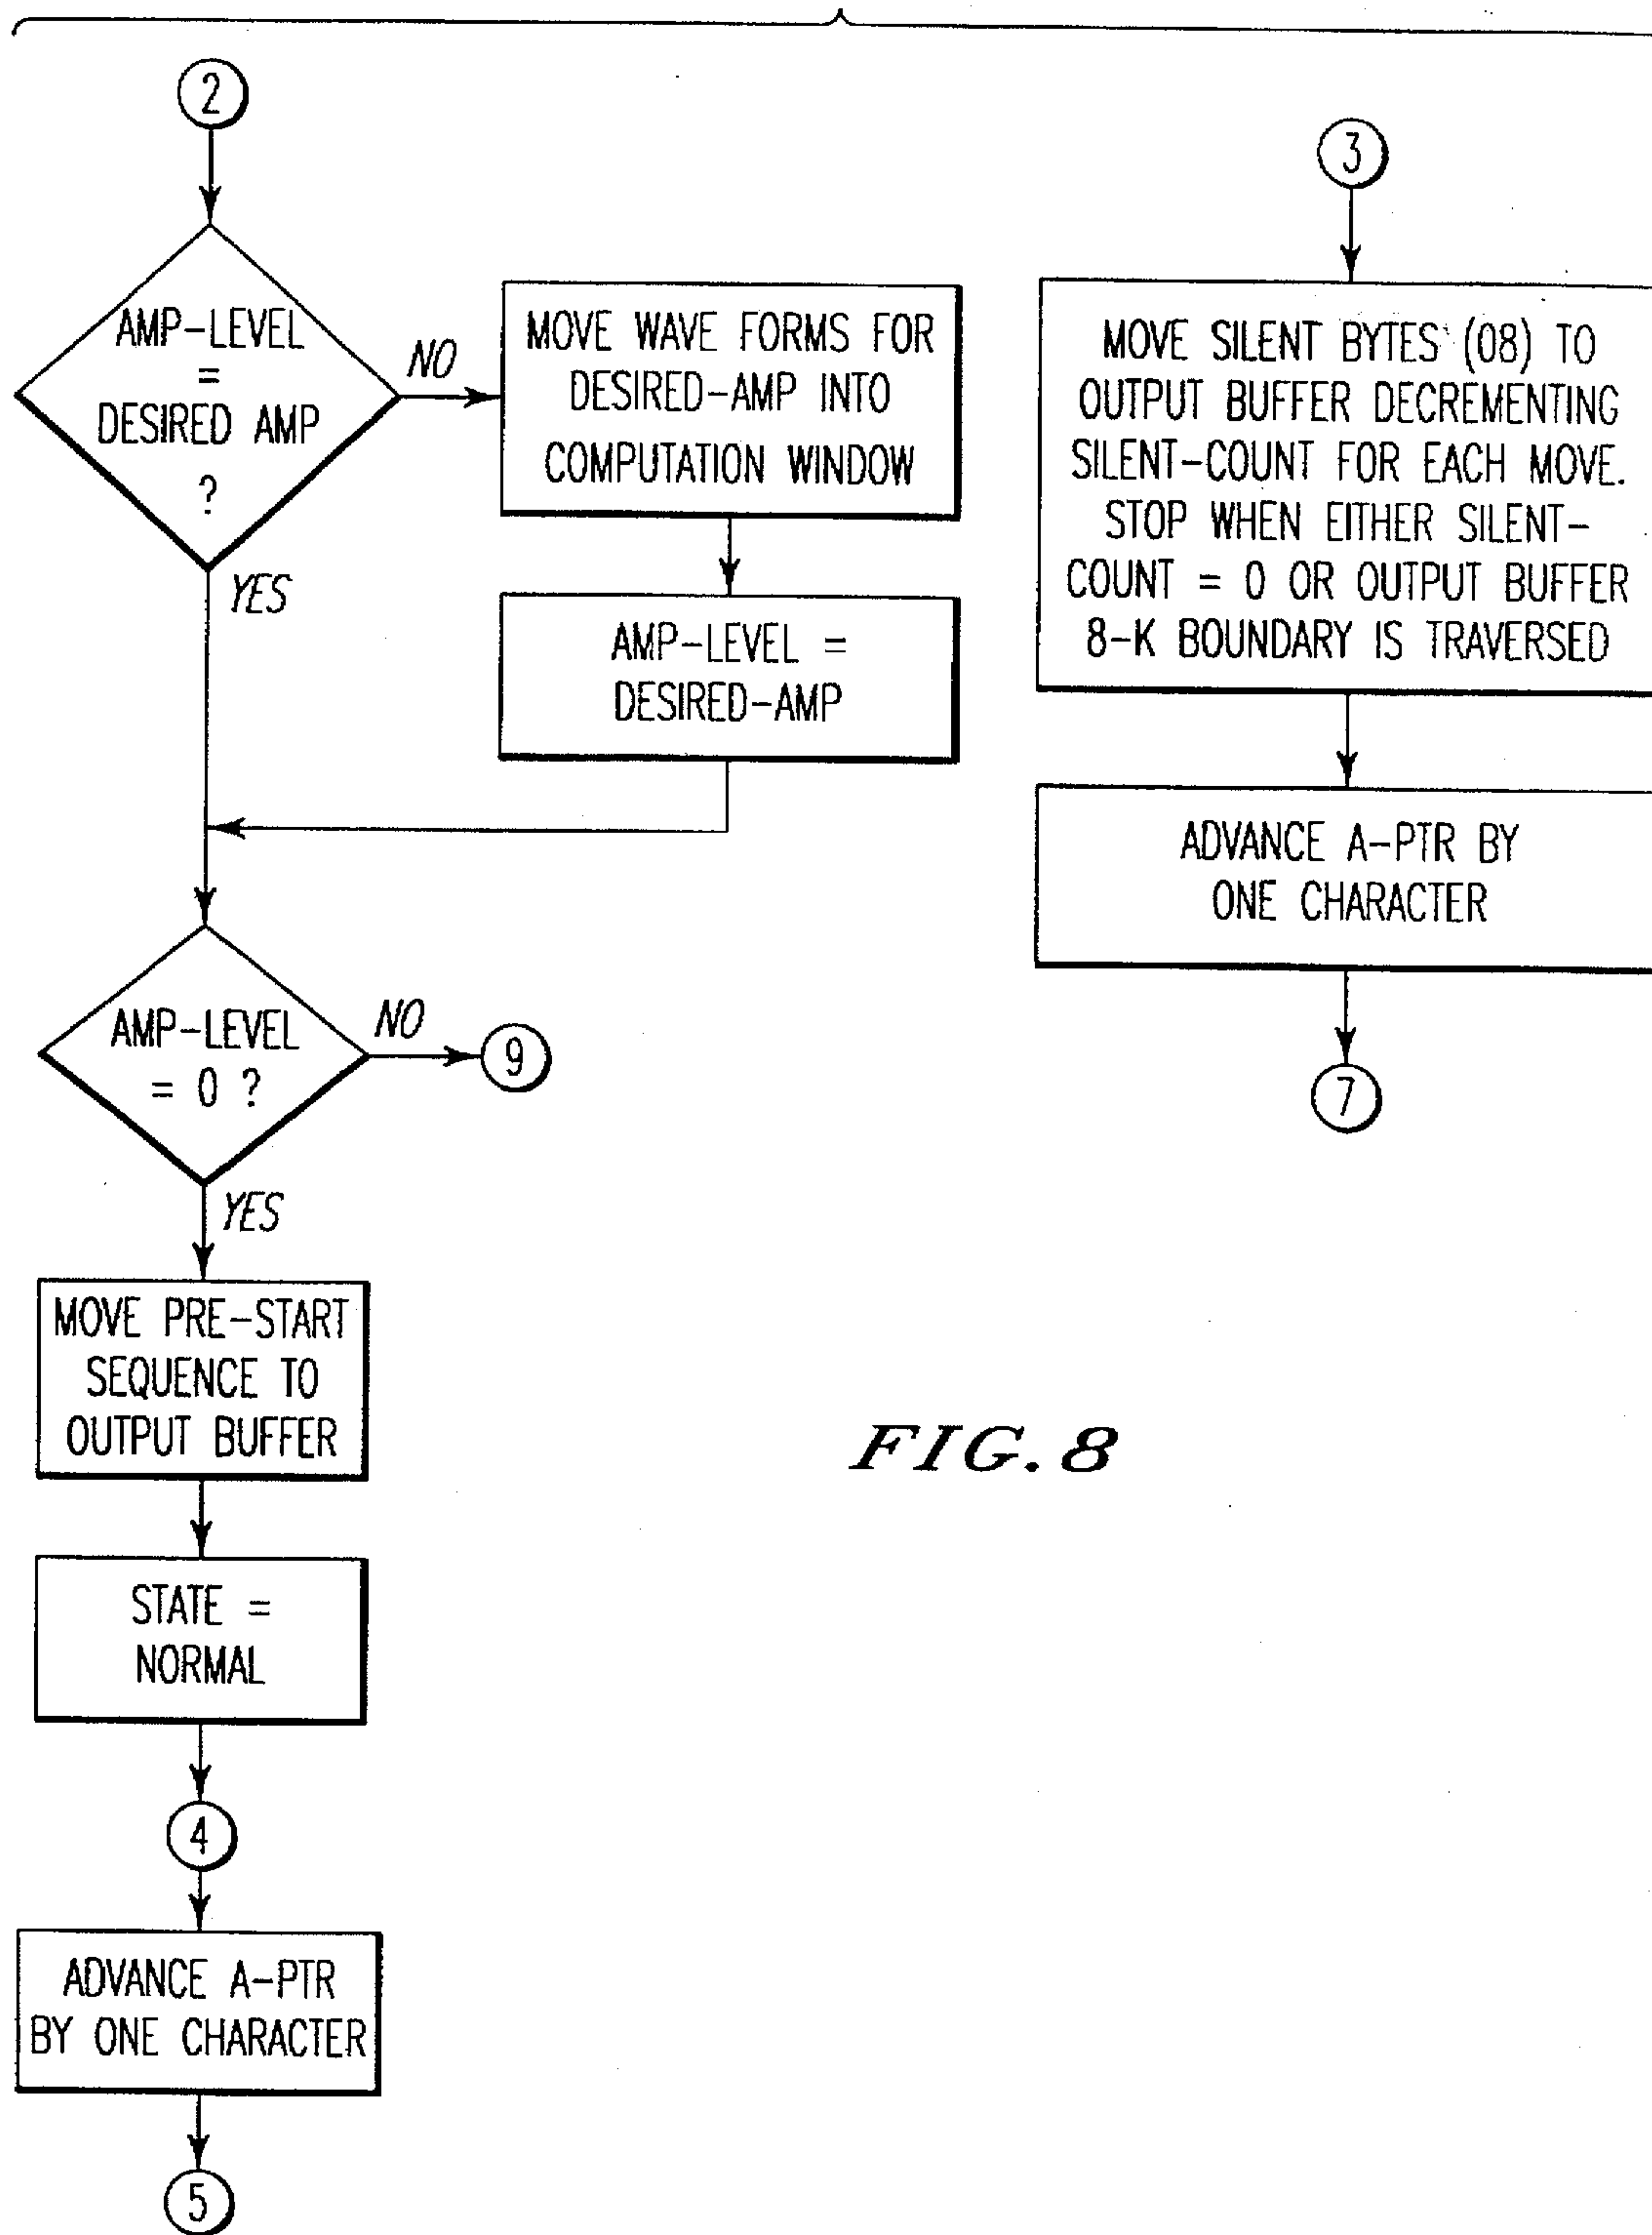 2
AMP-LEVEL
=
DESIRED AMP
?
NO
YES
MOVE WAVE FORMS FOR
DESIRED-AMP INTO
COMPUTATION WINDOW
AMP-LEVEL =
DESIRED-AMP
AMP-LEVEL
= 0 ?
NO
9
YES
MOVE PRE-START
SEQUENCE TO
OUTPUT BUFFER
STATE =
NORMAL
4
ADVANCE A-PTR
BY ONE CHARACTER
5
3
MOVE SILENT BYTES (08) TO
OUTPUT BUFFER DECREMENTING
SILENT-COUNT FOR EACH MOVE.
STOP WHEN EITHER SILENT-
COUNT = 0 OR OUTPUT BUFFER
8-K BOUNDARY IS TRAVERSED
ADVANCE A-PTR BY
ONE CHARACTER
7
FIG. 8